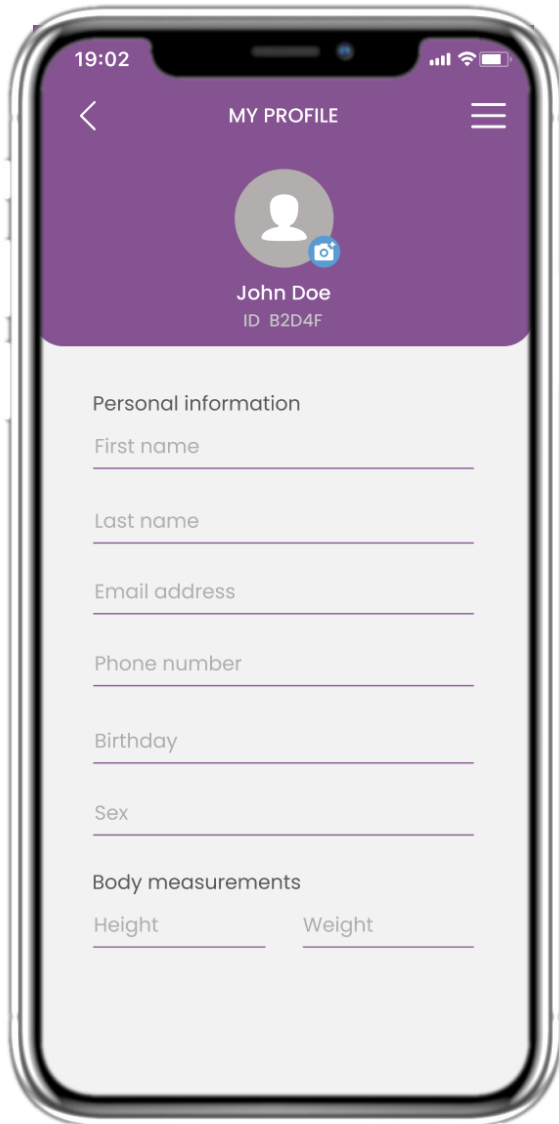 19:02
MY PROFILE
John Doe
ID B2D4F
Personal information
First name
Last name
Email address
Phone number
Birthday
Sex
Body measurements
Height Weight